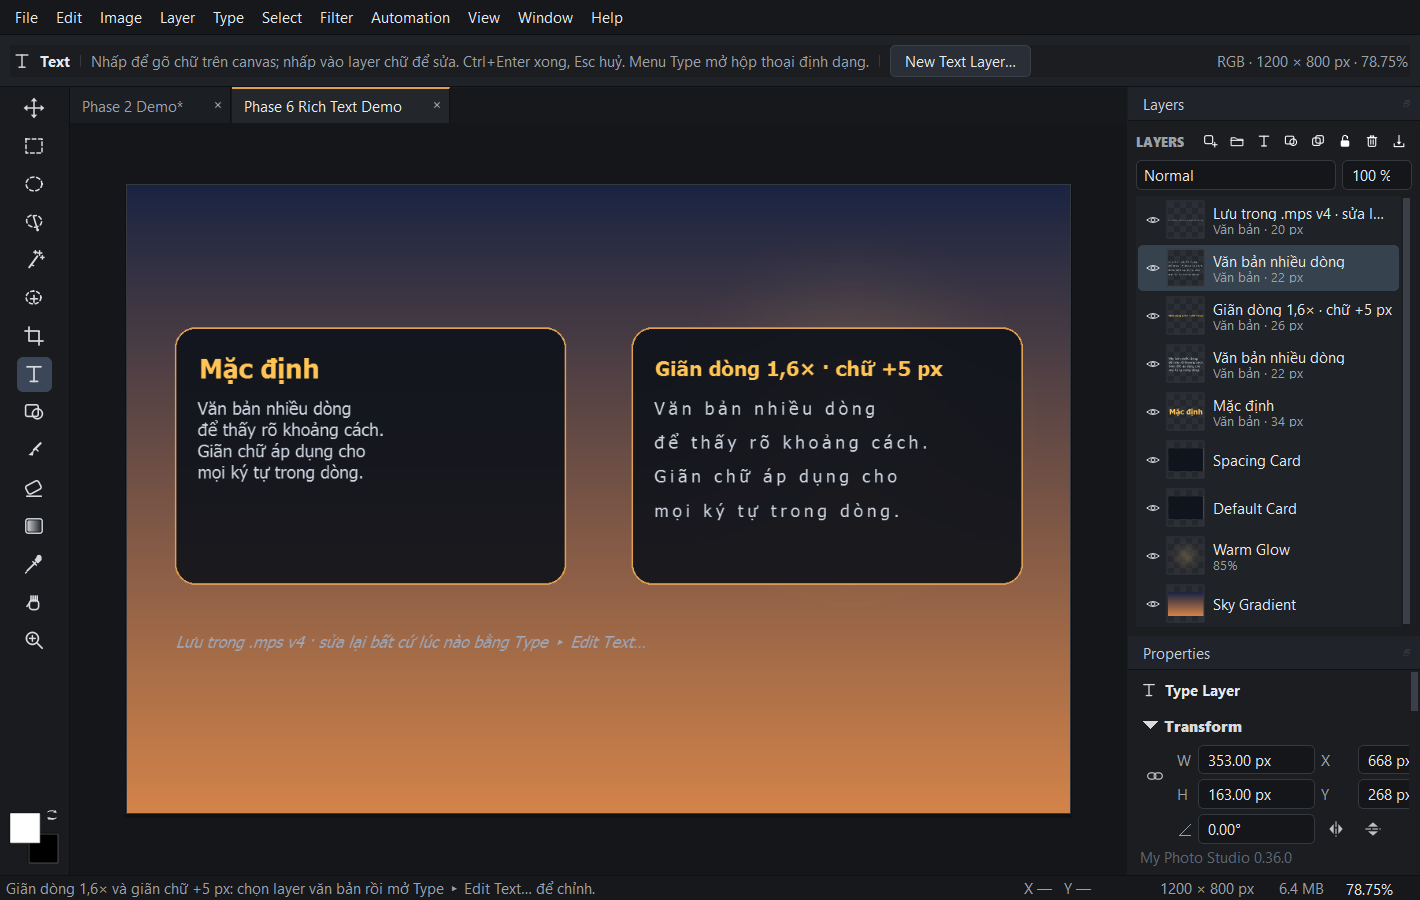 File Edit Image Layer Type Select Filter Automation View Window Help
Text Nhấp để gõ chữ trên canvas; nhấp vào layer chữ để sửa. Ctrl+Enter xong, Esc huỷ. Menu Type mở hộp thoại định dạng. New Text Layer... RGB · 1200 × 800 px · 78.75%
Phase 2 Demo* × Phase 6 Rich Text Demo ×
Mặc định
Văn bản nhiều dòng
để thấy rõ khoảng cách.
Giãn chữ áp dụng cho
mọi ký tự trong dòng.
Giãn dòng 1,6× · chữ +5 px
Văn bản nhiều dòng
để thấy rõ khoảng cách.
Giãn chữ áp dụng cho
mọi ký tự trong dòng.
Lưu trong .mps v4 · sửa lại bất cứ lúc nào bằng Type ▸ Edit Text...
Layers
LAYERS
Normal 100 %
Lưu trong .mps v4 · sửa l...
Văn bản · 20 px
Văn bản nhiều dòng
Văn bản · 22 px
Giãn dòng 1,6× · chữ +5 px
Văn bản · 26 px
Văn bản nhiều dòng
Văn bản · 22 px
Mặc định
Mặc định
Văn bản · 34 px
Spacing Card
Default Card
Warm Glow
85%
Sky Gradient
Properties
Type Layer
Transform
W 353.00 px X 668 px
H 163.00 px Y 268 px
0.00°
My Photo Studio 0.36.0
Giãn dòng 1,6× và giãn chữ +5 px: chọn layer văn bản rồi mở Type ▸ Edit Text... để chỉnh. X — Y — 1200 × 800 px 6.4 MB 78.75%